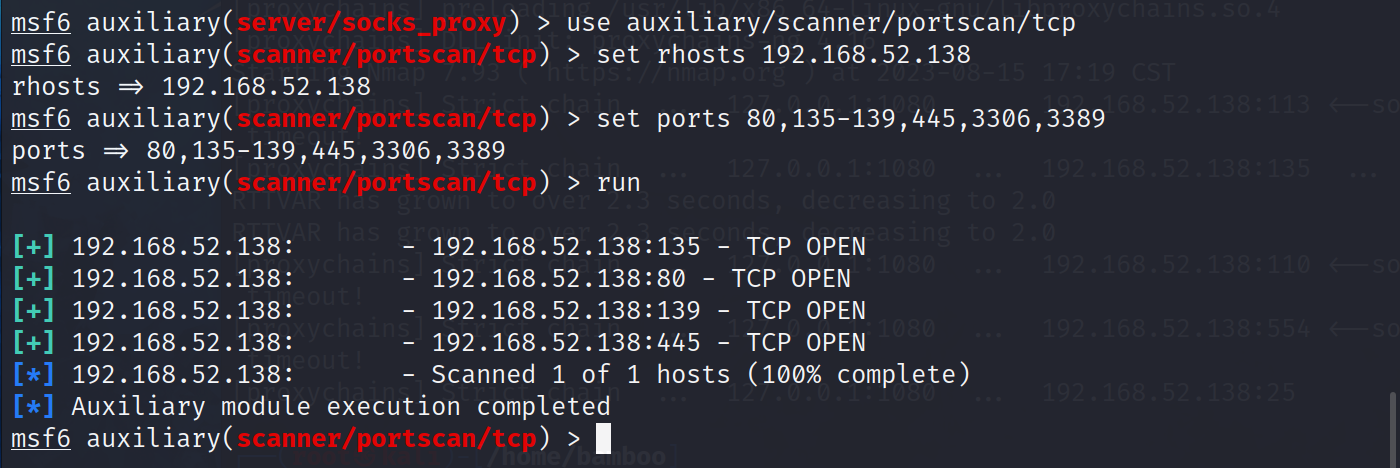 msf6 auxiliary(server/socks_proxy) > use auxiliary/scanner/portscan/tcp
msf6 auxiliary(scanner/portscan/tcp) > set rhosts 192.168.52.138
rhosts => 192.168.52.138
msf6 auxiliary(scanner/portscan/tcp) > set ports 80,135-139,445,3306,3389
ports => 80,135-139,445,3306,3389
msf6 auxiliary(scanner/portscan/tcp) > run
[+] 192.168.52.138:       - 192.168.52.138:135 - TCP OPEN
[+] 192.168.52.138:       - 192.168.52.138:80 - TCP OPEN
[+] 192.168.52.138:       - 192.168.52.138:139 - TCP OPEN
[+] 192.168.52.138:       - 192.168.52.138:445 - TCP OPEN
[*] 192.168.52.138:       - Scanned 1 of 1 hosts (100% complete)
[*] Auxiliary module execution completed
msf6 auxiliary(scanner/portscan/tcp) >